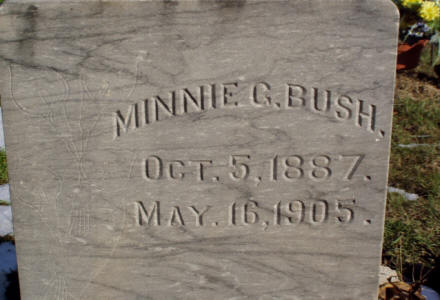 MINNIE G. BUSH.
OCT. 5, 1887.
MAY. 16, 1905.